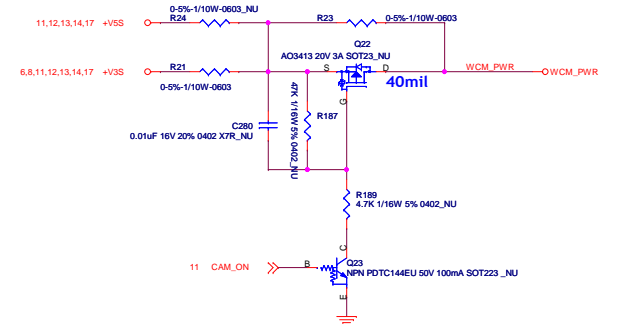 0-5%-1/10W-0603_NU
11,12,13,14,17 +V5S
R24
R23
0-5%-1/10W-0603
Q22
AO3413 20V 3A SOT23_NU
6,8,11,12,13,14,17 +V3S
R21
S
D
WCM_PWR
WCM_PWR
40mil
0-5%-1/10W-0603
G
47K 1/16W 5% 0402_NU
R187
C280
0.01uF 16V 20% 0402 X7R_NU
R189
4.7K 1/16W 5% 0402_NU
C
11 CAM_ON
B
Q23
NPN PDTC144EU 50V 100mA SOT223 _NU
E